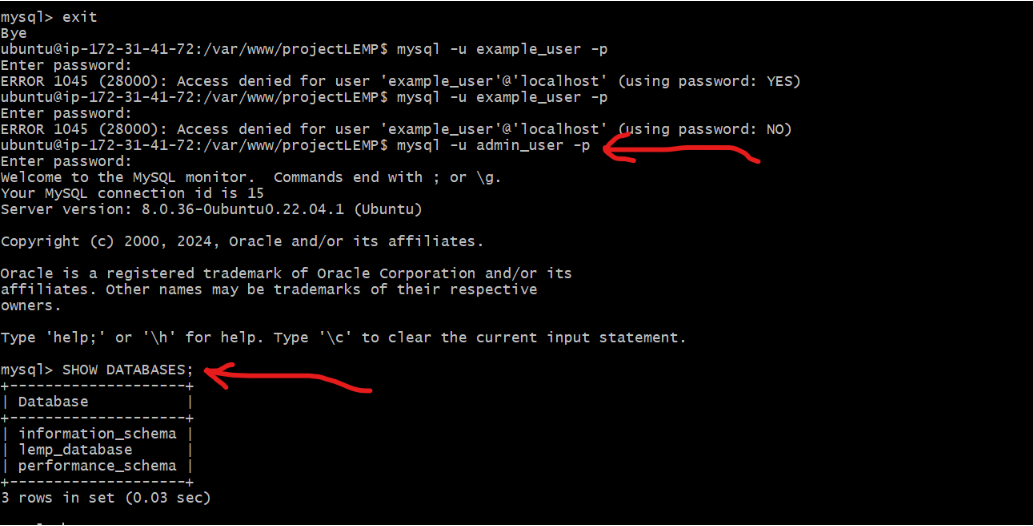 mysql> exit
Bye
ubuntu@ip-172-31-41-72:/var/www/projectLEMP$ mysql -u example_user -p
Enter password:
ERROR 1045 (28000): Access denied for user 'example_user'@'localhost' (using password: YES)
ubuntu@ip-172-31-41-72:/var/www/projectLEMP$ mysql -u example_user -p
Enter password:
ERROR 1045 (28000): Access denied for user 'example_user'@'localhost' (using password: NO)
ubuntu@ip-172-31-41-72:/var/www/projectLEMP$ mysql -u admin_user -p
Enter password:
Welcome to the MySQL monitor.  Commands end with ; or \g.
Your MySQL connection id is 15
Server version: 8.0.36-0ubuntu0.22.04.1 (Ubuntu)
Copyright (c) 2000, 2024, Oracle and/or its affiliates.
Oracle is a registered trademark of Oracle Corporation and/or its
affiliates. Other names may be trademarks of their respective
owners.
Type 'help;' or '\h' for help. Type '\c' to clear the current input statement.
mysql> SHOW DATABASES;
+--------------------+
| Database           |
+--------------------+
| information_schema |
| lemp_database      |
| performance_schema |
+--------------------+
3 rows in set (0.03 sec)